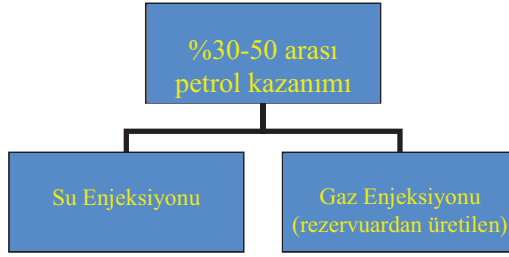 %30-50 arası
petrol kazanımı
Su Enjeksiyonu
Gaz Enjeksiyonu
(rezervuardan üretilen)